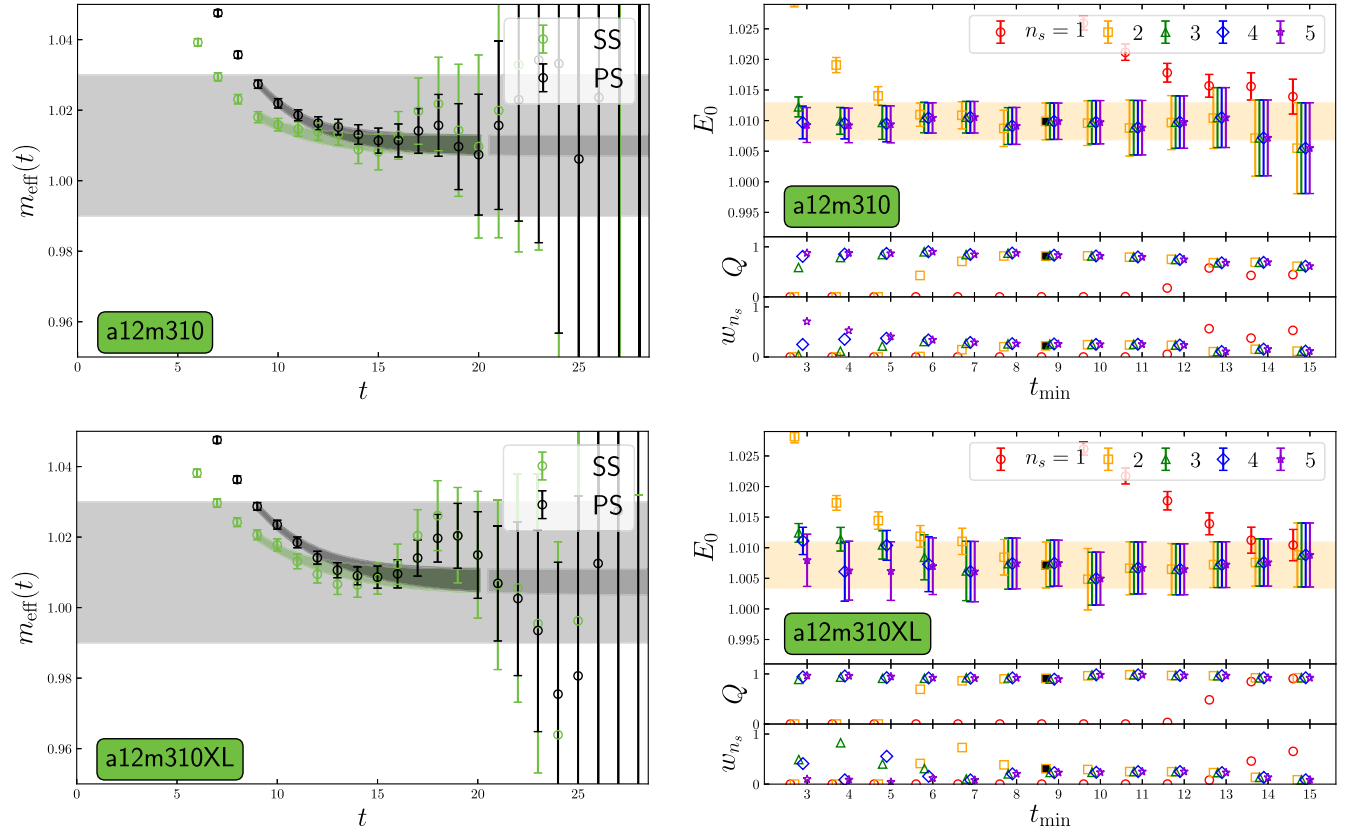 1.04
1.02
1.00
0.98
0.96
m_eff(t)
SS
PS
a12m310
0 5 10 15 20 25
t
1.025
1.020
1.015
1.010
1.005
1.000
0.995
E_0
n_s = 1 2 3 4 5
a12m310
1
0
Q
1
0
w_{n_s}
3 4 5 6 7 8 9 10 11 12 13 14 15
t_min
1.04
1.02
1.00
0.98
0.96
m_eff(t)
SS
PS
a12m310XL
0 5 10 15 20 25
t
1.025
1.020
1.015
1.010
1.005
1.000
0.995
E_0
n_s = 1 2 3 4 5
a12m310XL
1
0
Q
1
0
w_{n_s}
3 4 5 6 7 8 9 10 11 12 13 14 15
t_min